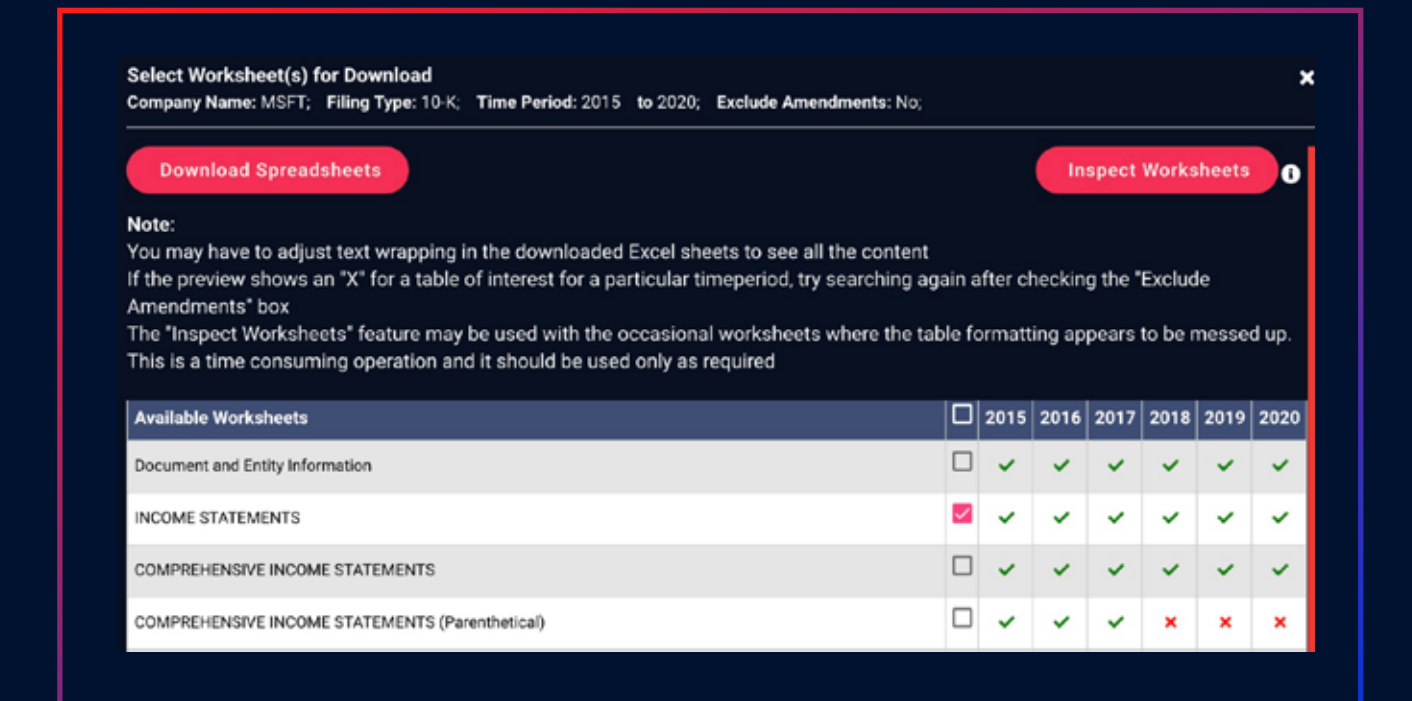 Select Worksheet(s) for Download
Company Name: MSFT; Filing Type: 10-K; Time Period: 2015 to 2020; Exclude Amendments: No;
Download Spreadsheets
Inspect Worksheets
Note:
You may have to adjust text wrapping in the downloaded Excel sheets to see all the content
If the preview shows an "X" for a table of interest for a particular timeperiod, try searching again after checking the "Exclude
Amendments" box
The "Inspect Worksheets" feature may be used with the occasional worksheets where the table formatting appears to be messed up.
This is a time consuming operation and it should be used only as required
Available Worksheets 2015 2016 2017 2018 2019 2020
Document and Entity Information
INCOME STATEMENTS
COMPREHENSIVE INCOME STATEMENTS
COMPREHENSIVE INCOME STATEMENTS (Parenthetical)